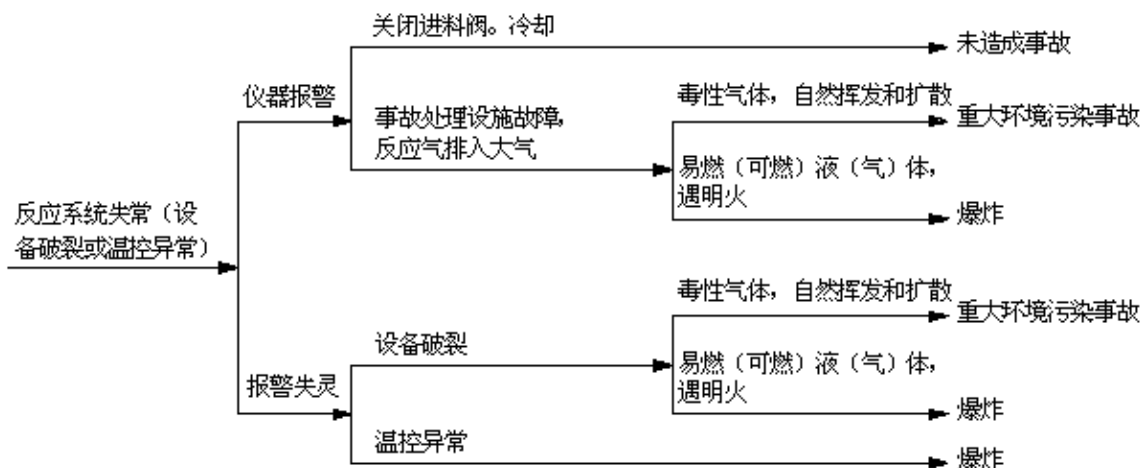 关闭进料阀。冷却
未造成事故
仪器报警
毒性气体，自然挥发和扩散
重大环境污染事故
事故处理设施故障，
反应气排入大气
易燃（可燃）液（气）体，
遇明火
爆炸
反应系统失常（设
备破裂或温控异常）
毒性气体，自然挥发和扩散
重大环境污染事故
设备破裂
易燃（可燃）液（气）体，
遇明火
报警失灵
爆炸
温控异常
爆炸